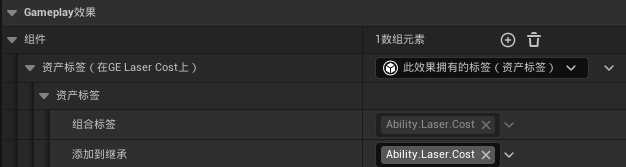 Gameplay效果
组件 1数组元素
资产标签（在GE Laser Cost上） 此效果拥有的标签（资产标签）
资产标签
组合标签 Ability.Laser.Cost
添加到继承 Ability.Laser.Cost